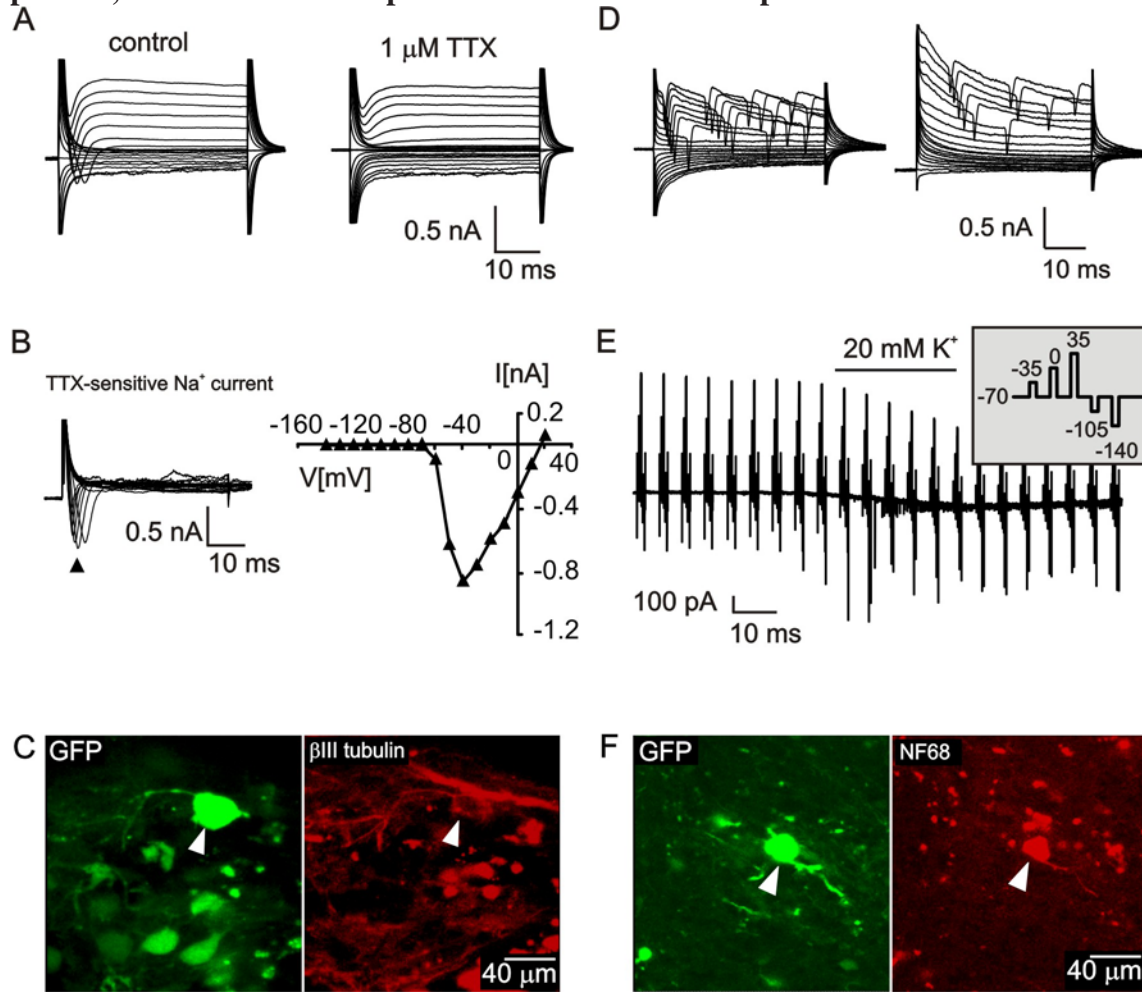 A
control
1 µM TTX
0.5 nA
10 ms
D
0.5 nA
10 ms
B
TTX-sensitive Na⁺ current
0.5 nA
10 ms
I[nA]
0.2
-160 -120 -80 -40
0 40
V[mV]
-0.4
-0.8
-1.2
E
20 mM K⁺
35
0
-35
-70
-105
-140
100 pA
10 ms
C
GFP
βIII tubulin
40 µm
F
GFP
NF68
40 µm